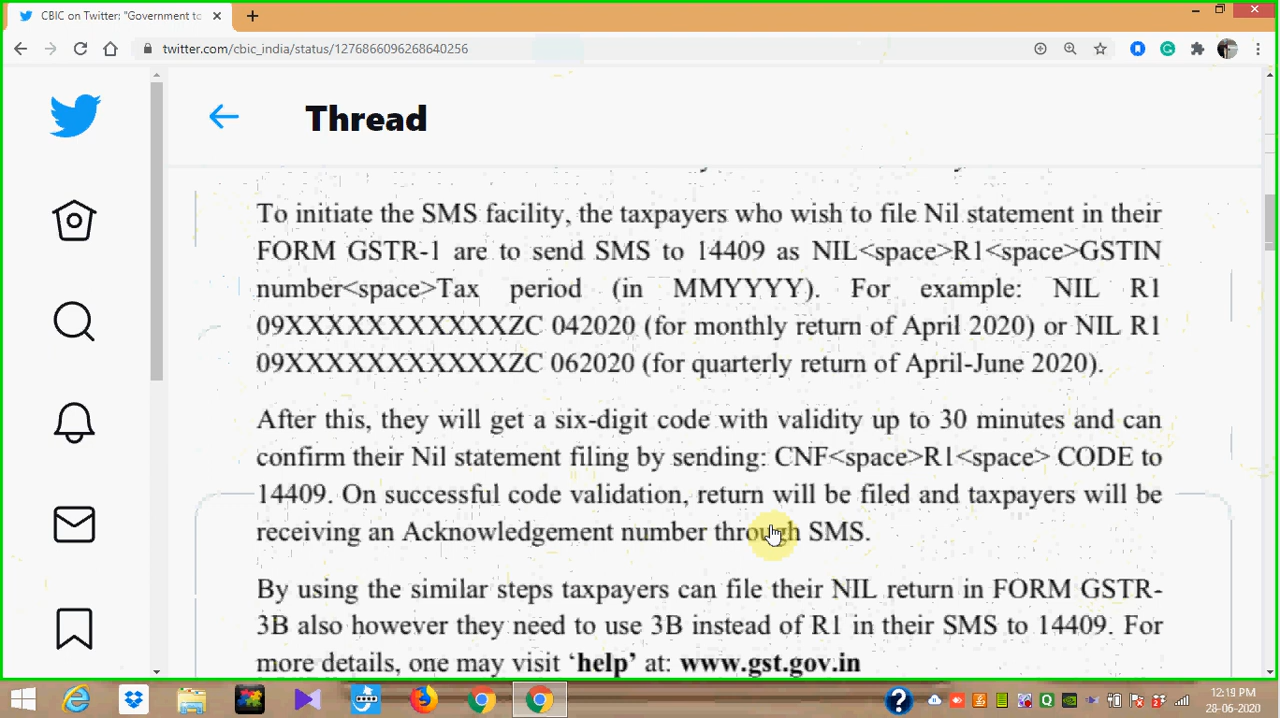 CBIC on Twitter: "Government to
twitter.com/cbic_india/status/1276866096268640256
Thread
To initiate the SMS facility, the taxpayers who wish to file Nil statement in their
FORM GSTR-1 are to send SMS to 14409 as NIL<space>R1<space>GSTIN
number<space>Tax period (in MMYYYY). For example: NIL R1
09XXXXXXXXXXXZC 042020 (for monthly return of April 2020) or NIL R1
09XXXXXXXXXXXZC 062020 (for quarterly return of April-June 2020).
After this, they will get a six-digit code with validity up to 30 minutes and can
confirm their Nil statement filing by sending: CNF<space>R1<space> CODE to
14409. On successful code validation, return will be filed and taxpayers will be
receiving an Acknowledgement number through SMS.
By using the similar steps taxpayers can file their NIL return in FORM GSTR-
3B also however they need to use 3B instead of R1 in their SMS to 14409. For
more details, one may visit ‘help’ at: www.gst.gov.in
12:19 PM
28-06-2020